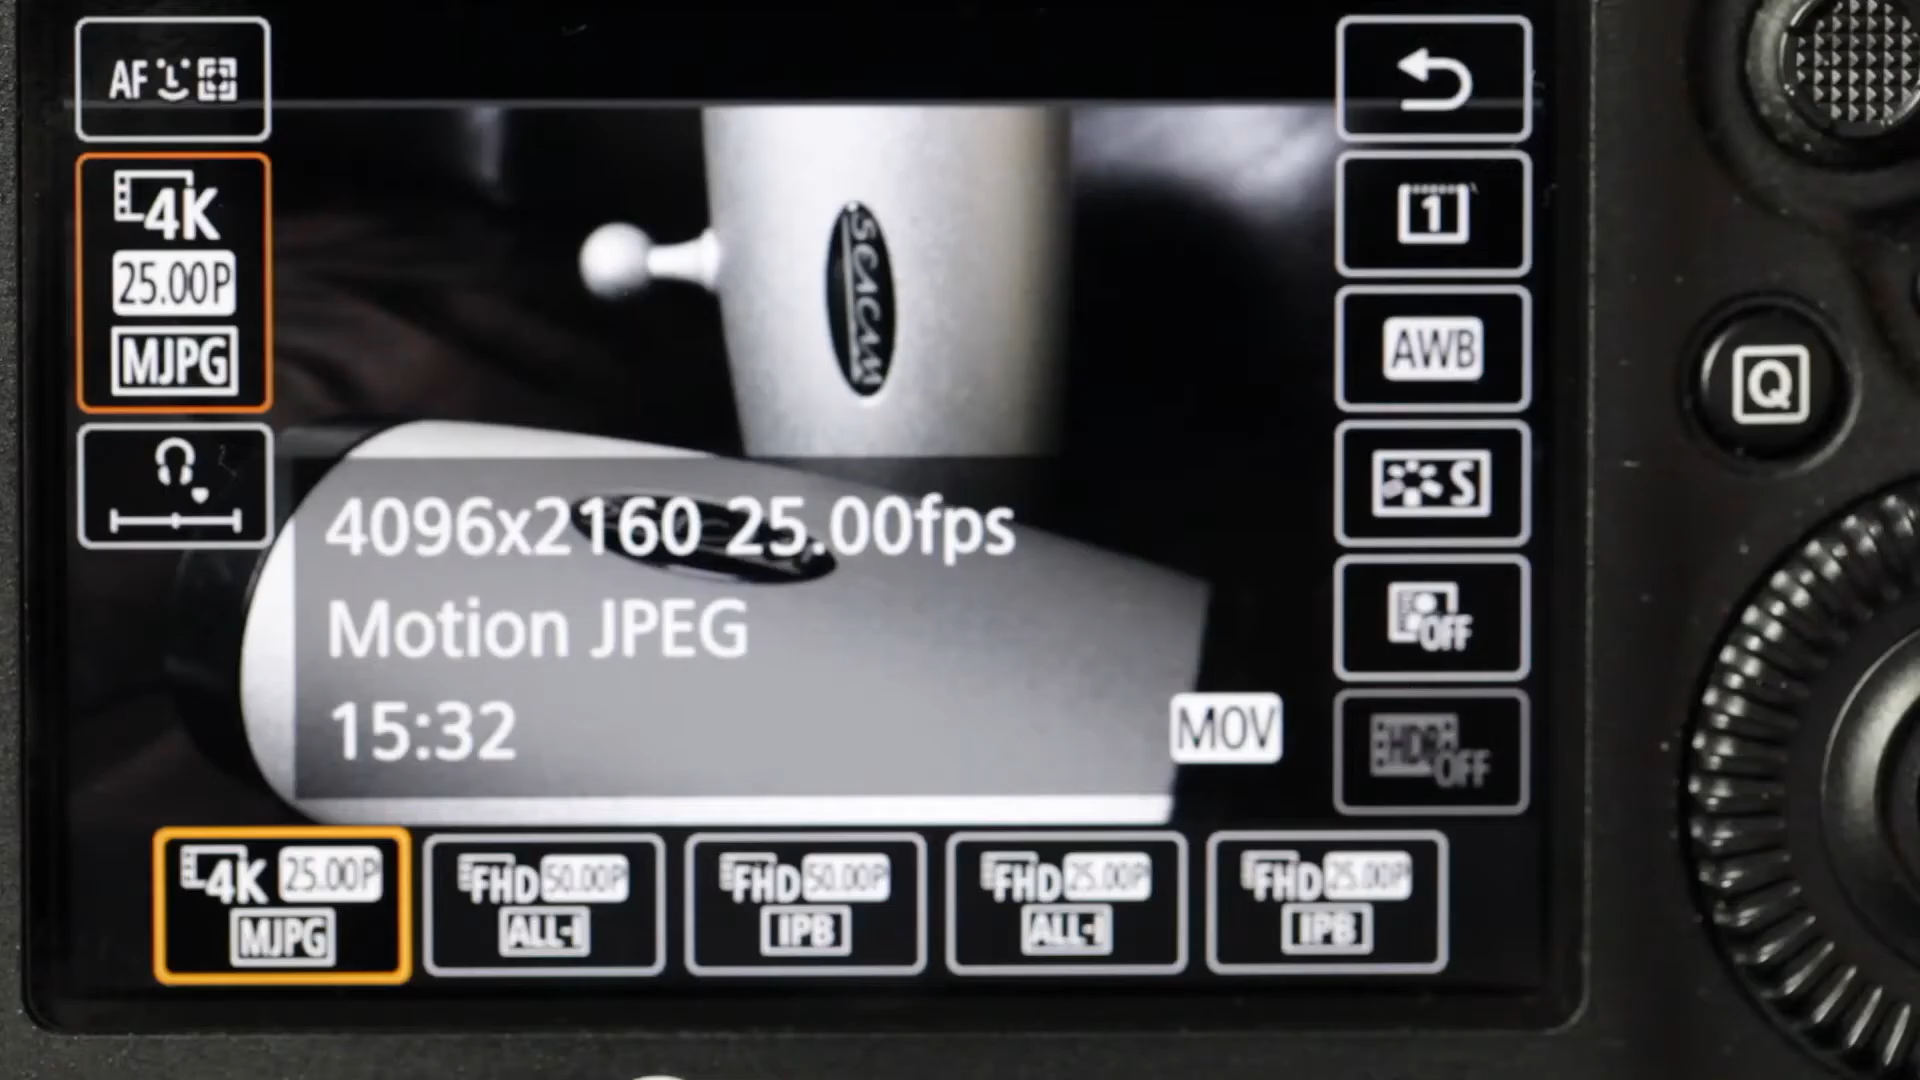 AF
4K
25.00P
MJPG
4096x2160 25.00fps
Motion JPEG
15:32
MOV
1
AWB
S
OFF
HDR OFF
Q
4K 25.00P
MJPG
FHD 50.00P
ALL-I
FHD 50.00P
IPB
FHD 25.00P
ALL-I
FHD 25.00P
IPB